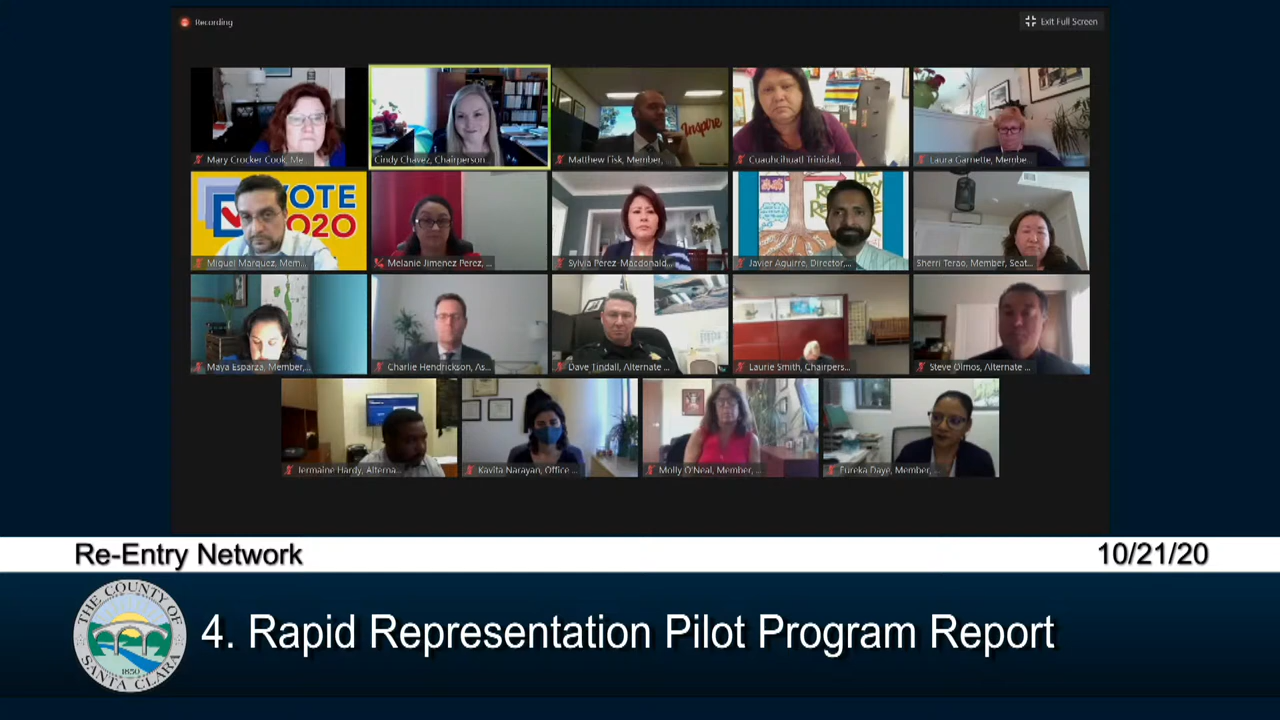 Recording
Exit Full Screen
Mary Crocker Cook, Me...
Cindy Chavez, Chairperson
Matthew Fisk, Member, ...
Inspire
Cuauhcihuatl Trinidad,
Laura Garnette, Membe...
VOTE
2020
Miguel Marquez, Mem...
Melanie Jimenez Perez, ...
Sylvia Perez-Macdonald...
Javier Aguirre, Director,...
Sherri Terao, Member, Seat...
Maya Esparza, Member,...
Charlie Hendrickson, As...
Dave Tindall, Alternate ...
Laurie Smith, Chairpers...
Steve Olmos, Alternate ...
Jermaine Hardy, Alterna...
Kavita Narayan, Office ...
Molly O'Neal, Member, ...
Eureka Daye, Member, ...
Re-Entry Network
10/21/20
THE COUNTY OF
SANTA CLARA
1850
4. Rapid Representation Pilot Program Report